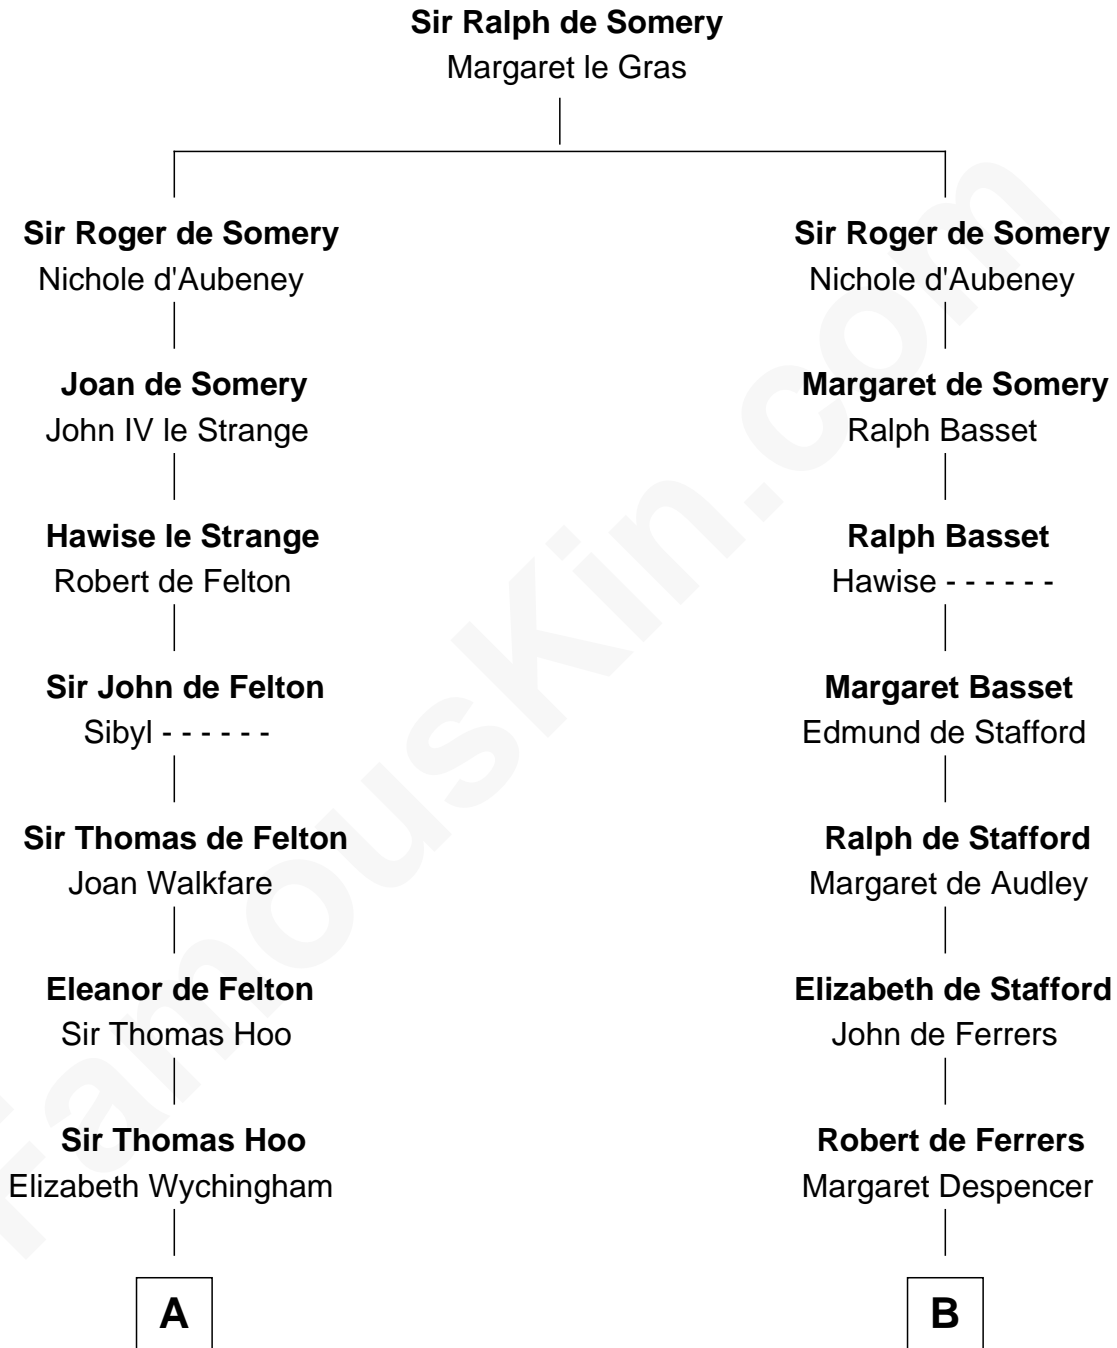 Sir Ralph de Somery
Margaret le Gras
Sir Roger de Somery
Nichole d'Aubeney
Joan de Somery
John IV le Strange
Hawise le Strange
Robert de Felton
Sir John de Felton
Sibyl - - - - - -
Sir Thomas de Felton
Joan Walkfare
Eleanor de Felton
Sir Thomas Hoo
Sir Thomas Hoo
Elizabeth Wychingham
A
Sir Roger de Somery
Nichole d'Aubeney
Margaret de Somery
Ralph Basset
Ralph Basset
Hawise - - - - - -
Margaret Basset
Edmund de Stafford
Ralph de Stafford
Margaret de Audley
Elizabeth de Stafford
John de Ferrers
Robert de Ferrers
Margaret Despencer
B
FamousKin.com